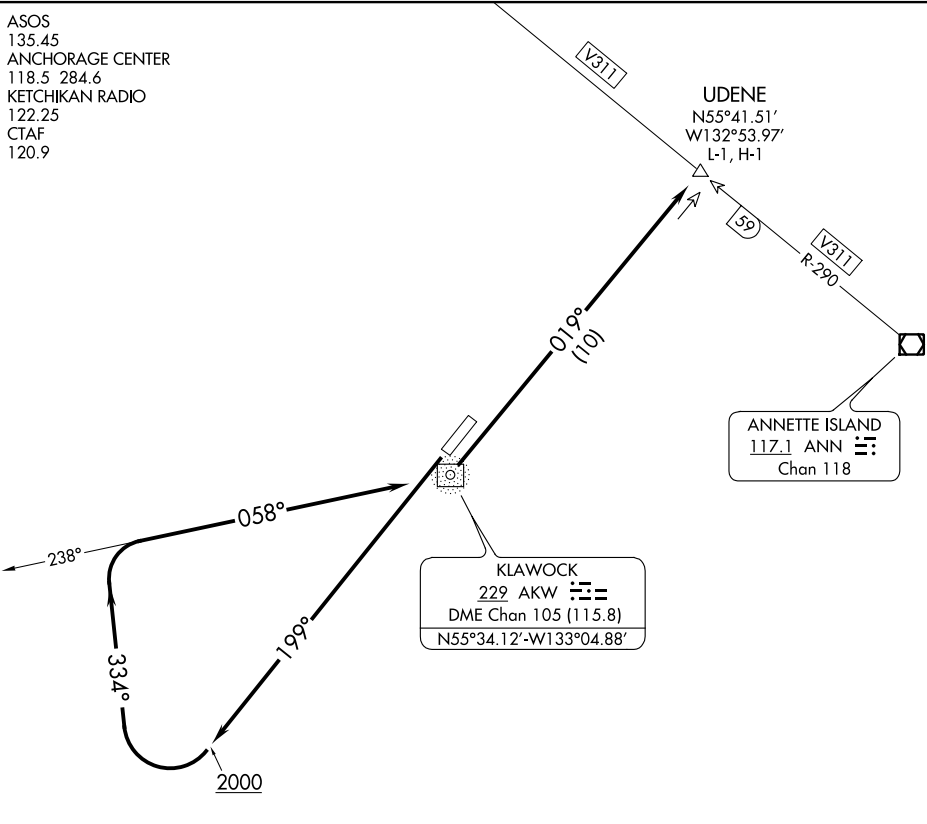 ASOS
135.45
ANCHORAGE CENTER
118.5 284.6
KETCHIKAN RADIO
122.25
CTAF
120.9
V311
UDENE
N55°41.51′
W132°53.97′
L-1, H-1
59
V311
R-290
019°
(10)
ANNETTE ISLAND
117.1 ANN
Chan 118
058°
238°
KLAWOCK
229 AKW
DME Chan 105 (115.8)
N55°34.12′-W133°04.88′
199°
334°
2000